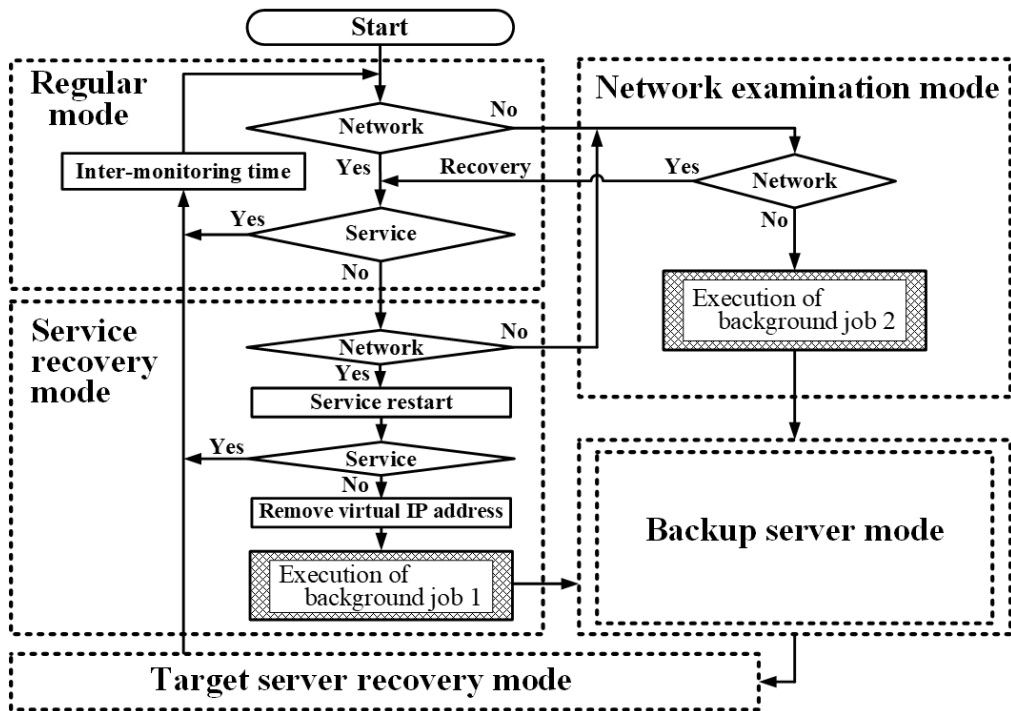 Start
Regular
mode
Network
No
Yes
Inter-monitoring time
Recovery
Yes
Service
No
Network examination mode
Yes
Network
No
Execution of
background job 2
Service
recovery
mode
Network
No
Yes
Service restart
Yes
Service
No
Remove virtual IP address
Execution of
background job 1
Backup server mode
Target server recovery mode